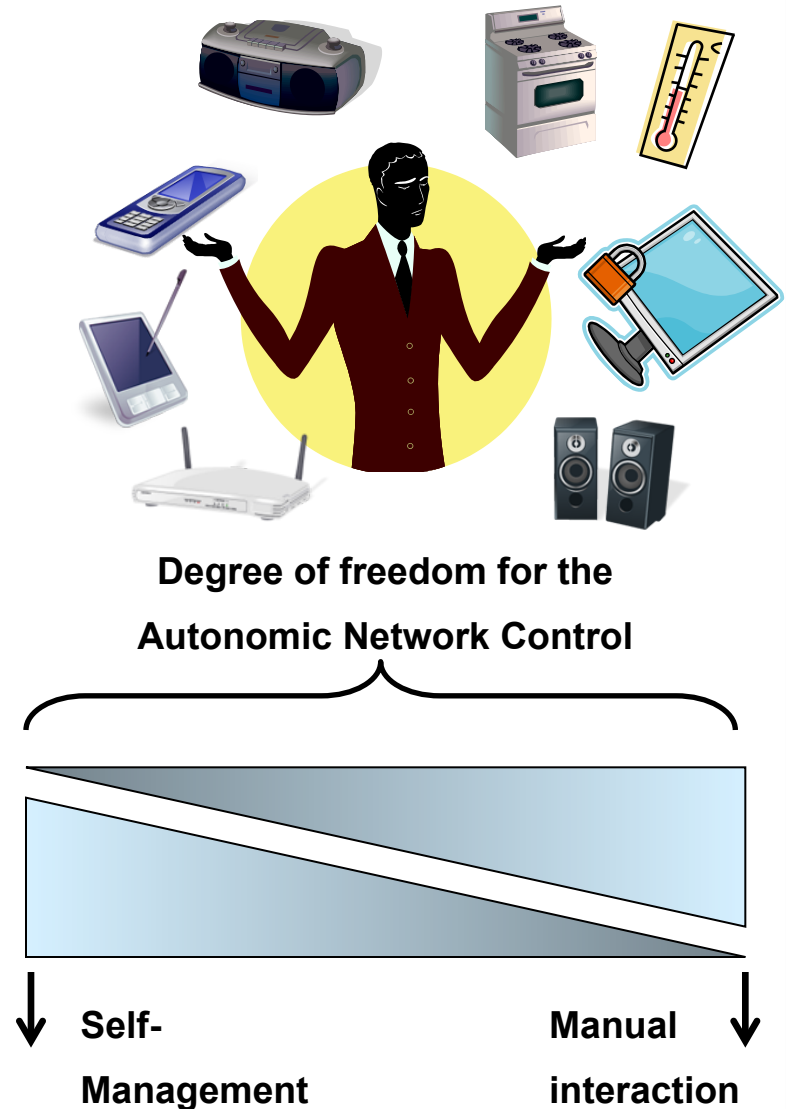 Degree of freedom for the
Autonomic Network Control
Self-
Management
Manual
interaction